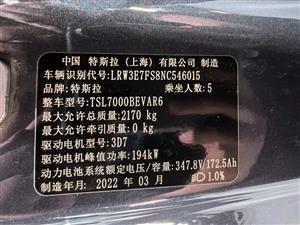 中国 特斯拉(上海)有限公司 制造
车辆识别代号:LRW3E7FS8NC546015
品牌:特斯拉 乘坐人数:5
整车型号:TSL7000BEVAR6
最大允许总质量:2170 kg
最大允许牵引质量:0 kg
驱动电机型号:3D7
驱动电机峰值功率:194kW
动力电池系统额定电压/容量:347.8V/172.5Ah
制造年月:2022 年 03 月 1.0%